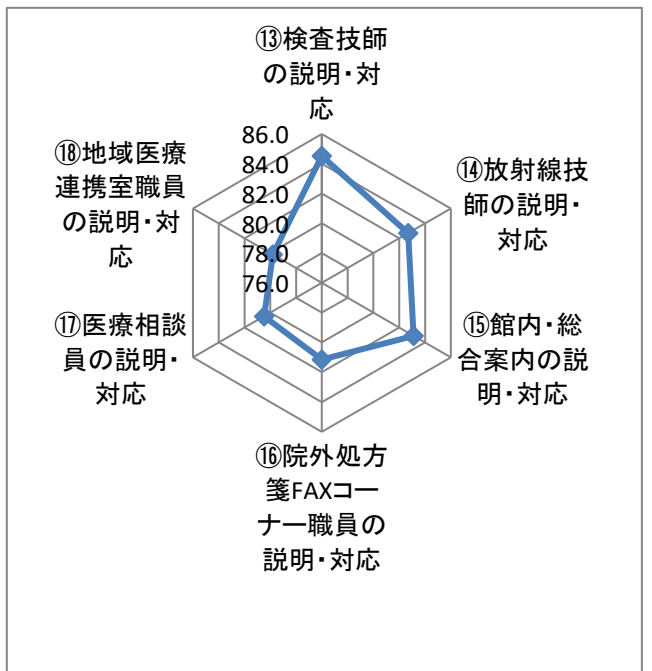 ⑬検査技師
の説明・対
応
86.0
84.0
82.0
80.0
78.0
76.0
⑭放射線技
師の説明・
対応
⑮館内・総
合案内の説
明・対応
⑯院外処方
箋FAXコー
ナー職員の
説明・対応
⑰医療相談
員の説明・
対応
⑱地域医療
連携室職員
の説明・対
応